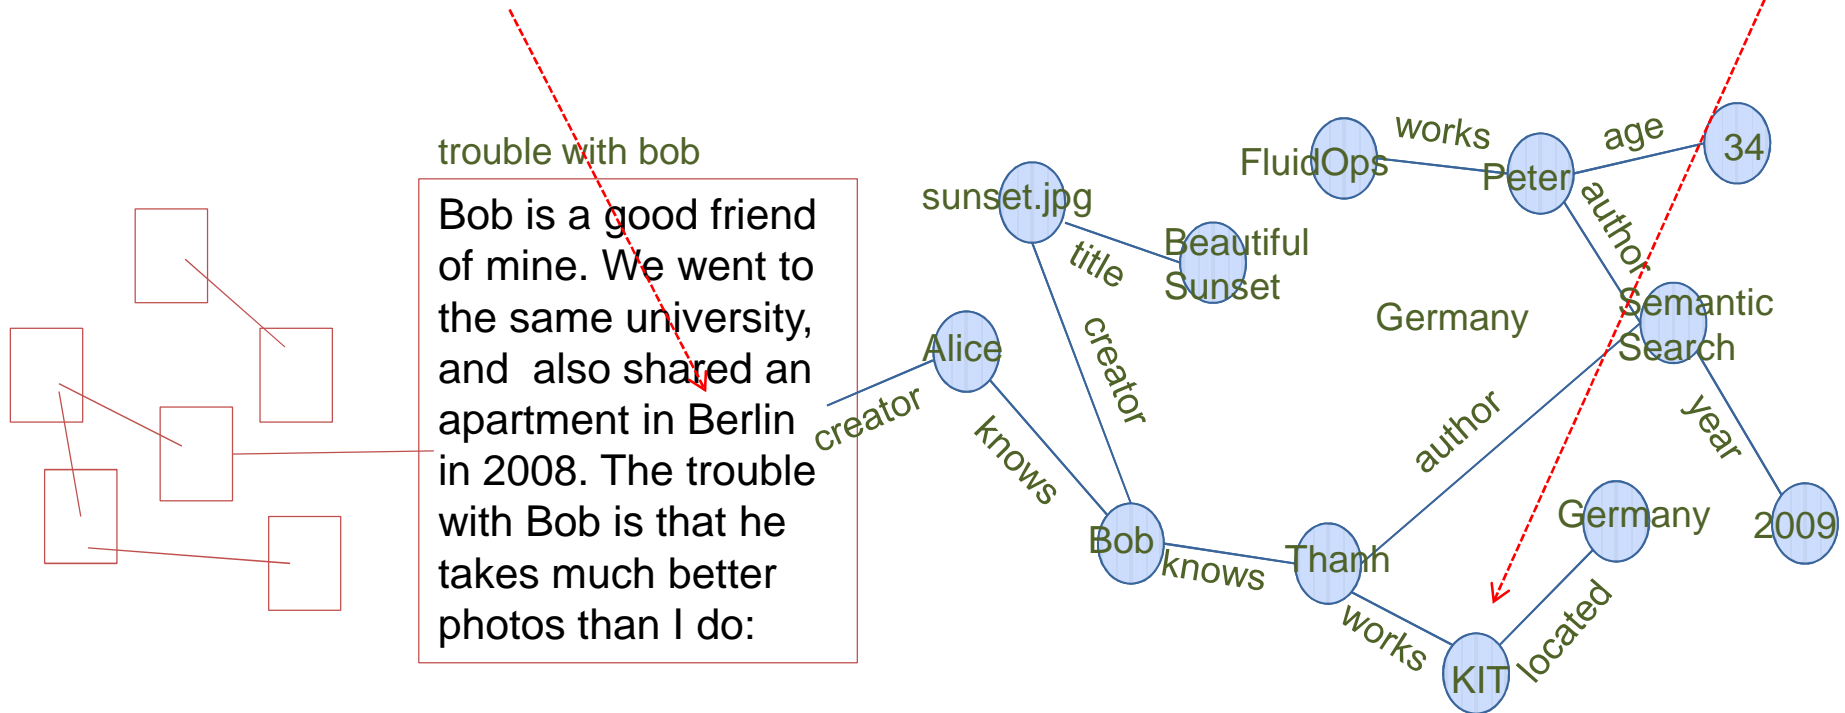 trouble with bob
Bob is a good friend
of mine. We went to
the same university,
and  also shared an
apartment in Berlin
in 2008. The trouble
with Bob is that he
takes much better
photos than I do:
creator
Alice
knows
sunset.jpg
title
Beautiful
Sunset
creator
Bob
knows
Thanh
FluidOps
works
Peter
age
34
author
Germany
Semantic
Search
author
year
2009
Germany
works
located
KIT